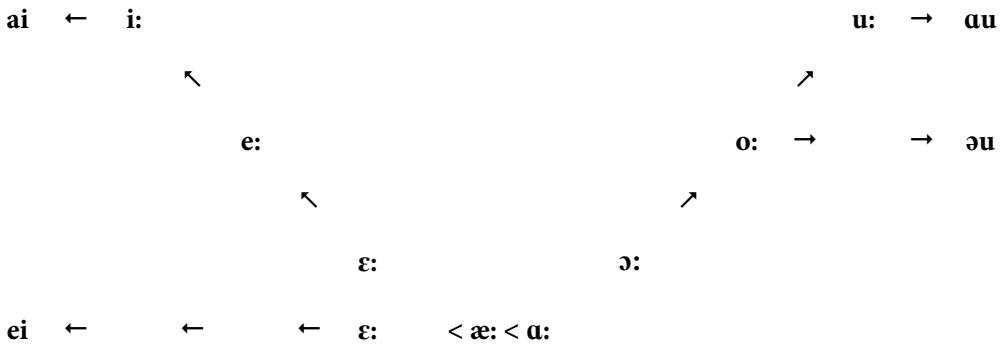 ai ← i: u: → ɑu
↖ ↗
e: o: → → əu
↖ ↗
ɛ: ɔ:
ei ← ← ← ɛ: < æ: < ɑ: